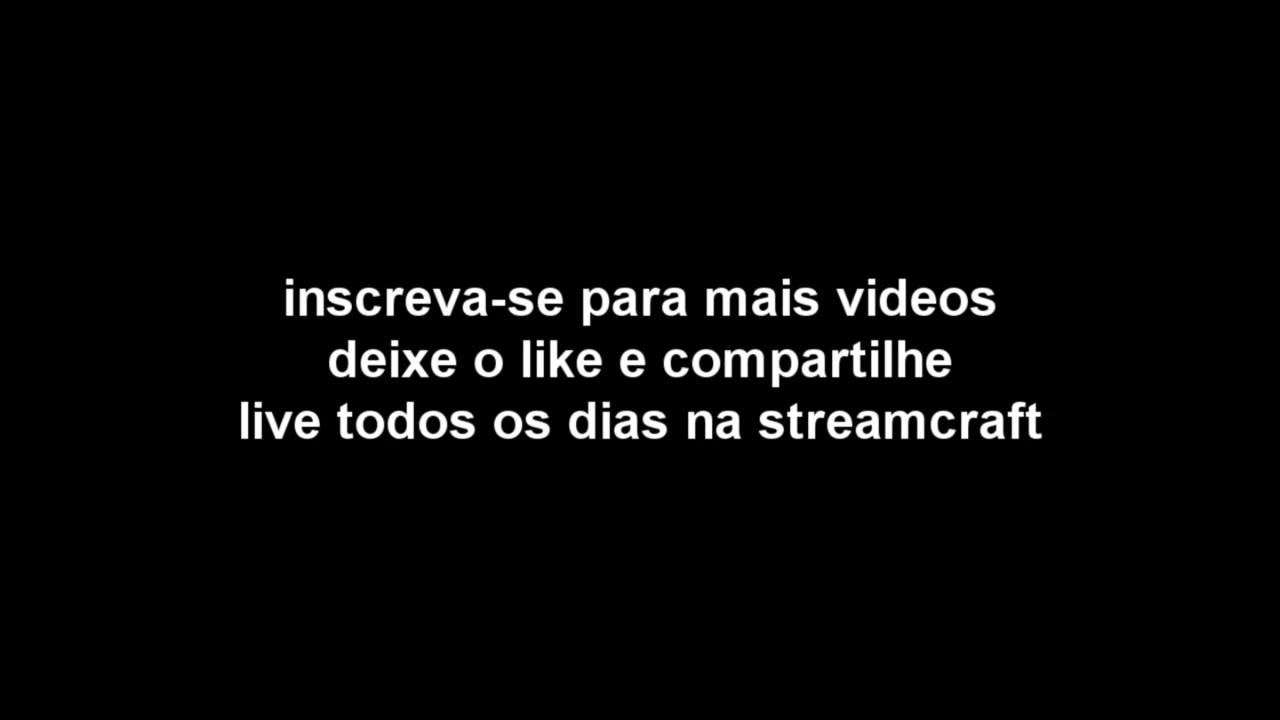 inscreva-se para mais videos
deixe o like e compartilhe
live todos os dias na streamcraft